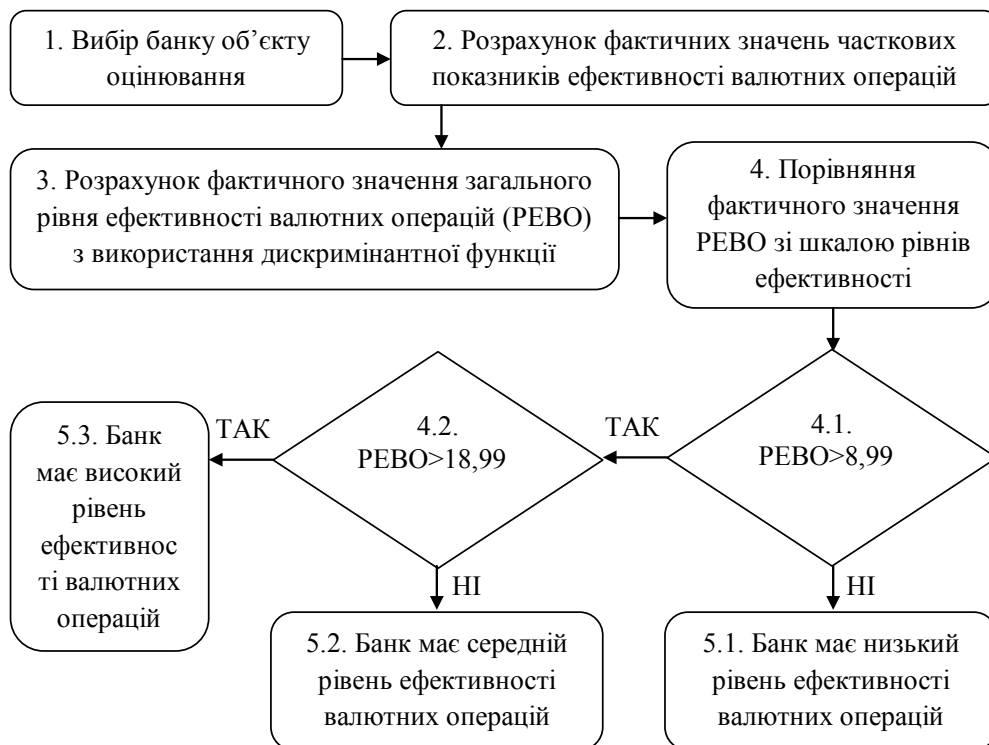 1. Вибір банку об’єкту
оцінювання
2. Розрахунок фактичних значень часткових
показників ефективності валютних операцій
3. Розрахунок фактичного значення загального
рівня ефективності валютних операцій (РЕВО)
з використання дискримінантної функції
4. Порівняння
фактичного значення
РЕВО зі шкалою рівнів
ефективності
4.1.
РЕВО>8,99
ТАК
4.2.
РЕВО>18,99
ТАК
5.3. Банк
має високий
рівень
ефективнос
ті валютних
операцій
НІ
5.2. Банк має середній
рівень ефективності
валютних операцій
НІ
5.1. Банк має низький
рівень ефективності
валютних операцій